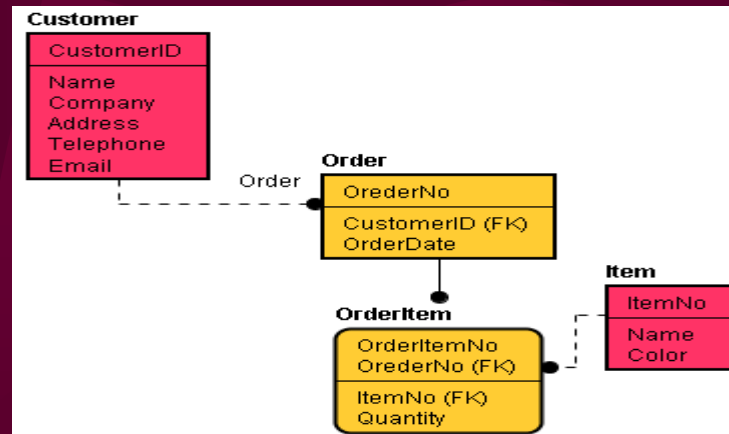 Customer
CustomerID
Name
Company
Address
Telephone
Email
Order
Order
OrederNo
CustomerID (FK)
OrderDate
Item
ItemNo
Name
Color
OrderItem
OrderItemNo
OrederNo (FK)
ItemNo (FK)
Quantity